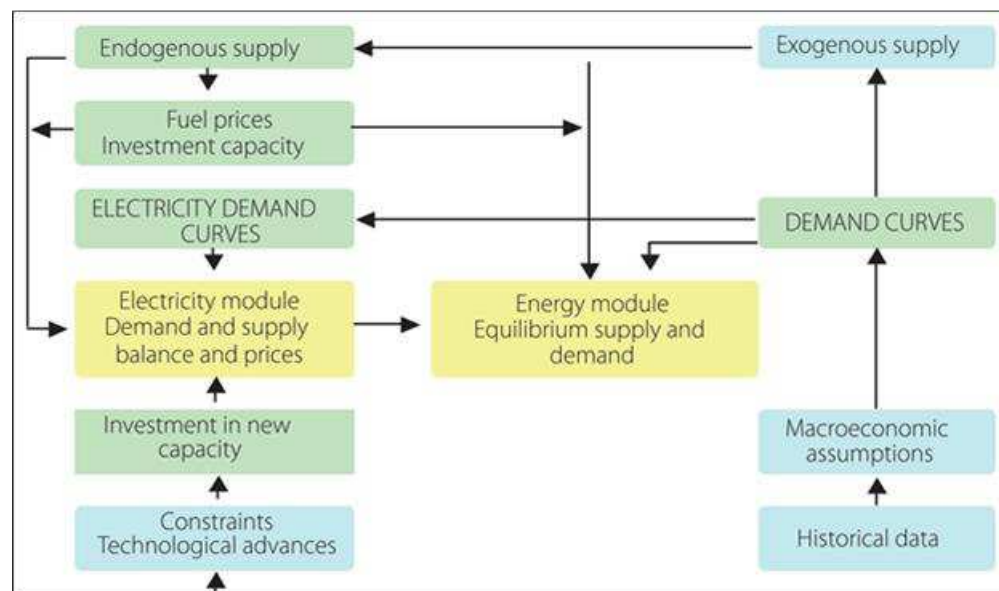 Endogenous supply
Exogenous supply
Fuel prices
Investment capacity
ELECTRICITY DEMAND
CURVES
DEMAND CURVES
Electricity module
Demand and supply
balance and prices
Energy module
Equilibrium supply and
demand
Investment in new
capacity
Macroeconomic
assumptions
Constraints
Technological advances
Historical data